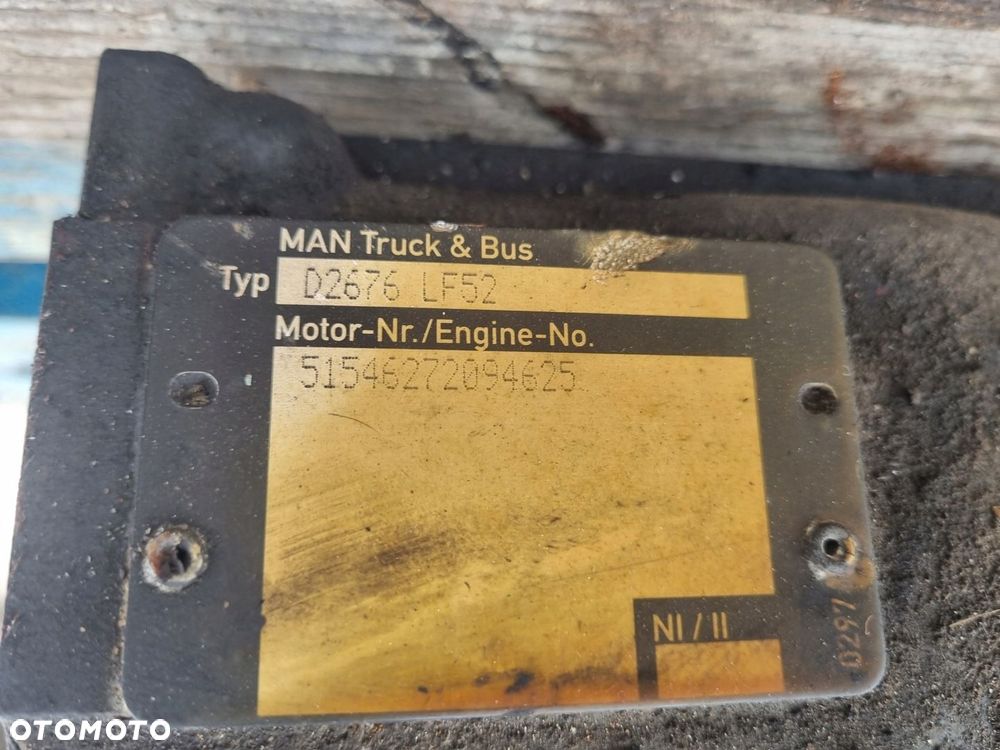 MAN Truck & Bus
Typ D2676 LF52
Motor-Nr./Engine-No.
51546272094625
NI / II
0297
OTOMOTO